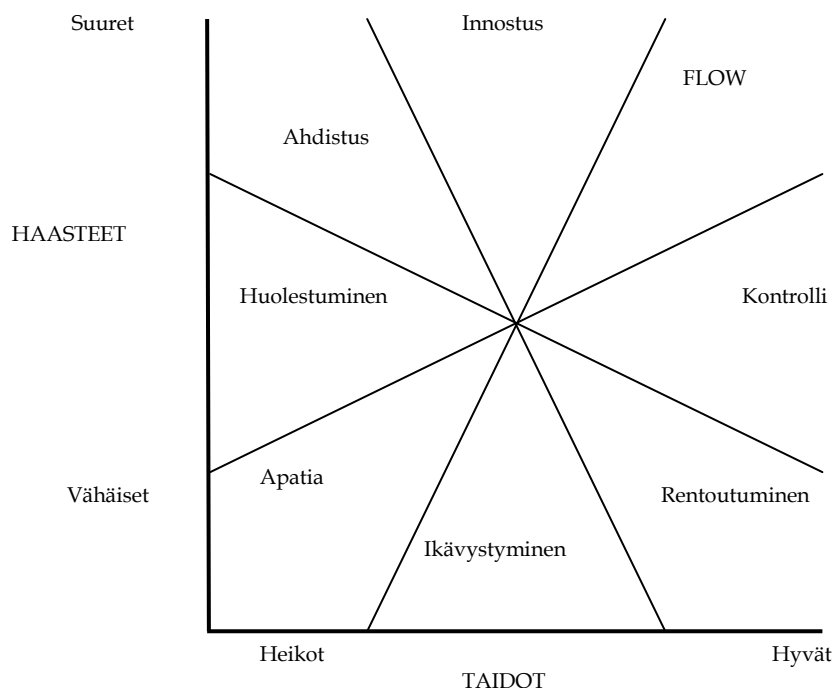 Suuret
Innostus
FLOW
Ahdistus
HAASTEET
Huolestuminen
Kontrolli
Apatia
Vähäiset
Rentoutuminen
Ikävystyminen
Heikot
Hyvät
TAIDOT